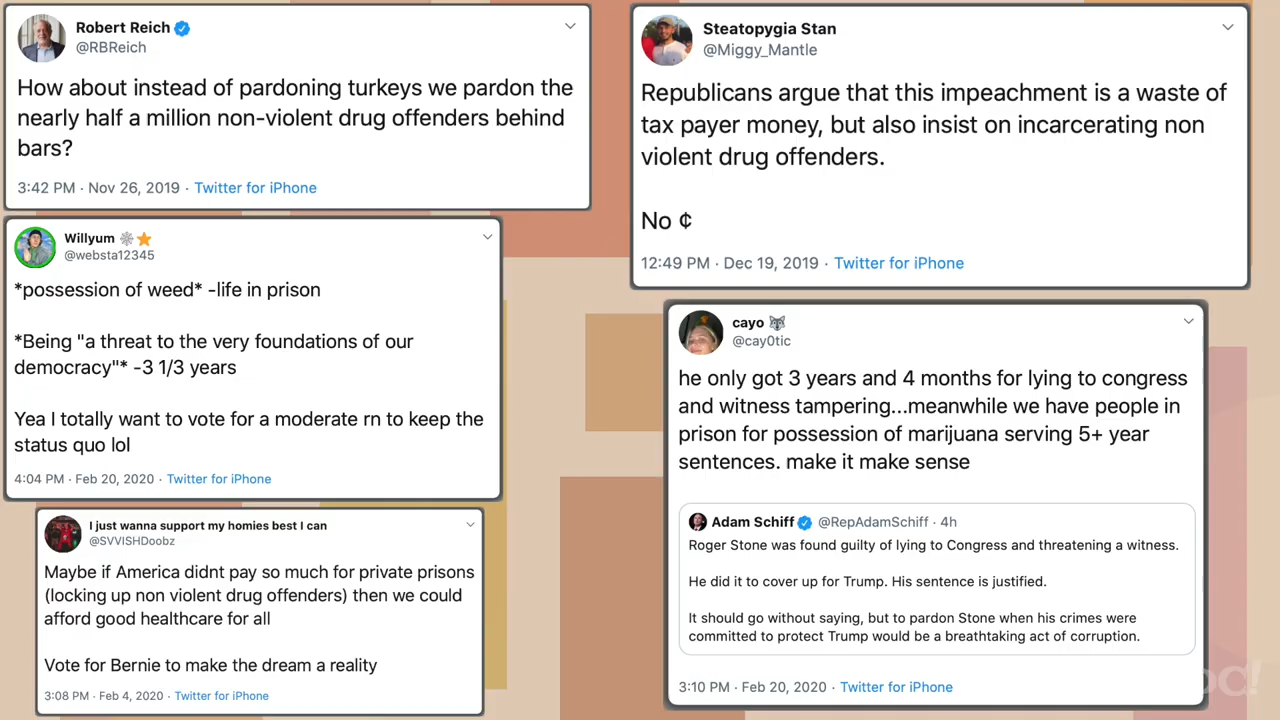 Robert Reich
@RBReich
How about instead of pardoning turkeys we pardon the
nearly half a million non-violent drug offenders behind
bars?
3:42 PM · Nov 26, 2019 · Twitter for iPhone
Steatopygia Stan
@Miggy_Mantle
Republicans argue that this impeachment is a waste of
tax payer money, but also insist on incarcerating non
violent drug offenders.
No ¢
12:49 PM · Dec 19, 2019 · Twitter for iPhone
Willyum 🕸️⭐
@websta12345
*possession of weed* -life in prison
*Being "a threat to the very foundations of our
democracy"* -3 1/3 years
Yea I totally want to vote for a moderate rn to keep the
status quo lol
4:04 PM · Feb 20, 2020 · Twitter for iPhone
cayo 🐺
@cay0tic
he only got 3 years and 4 months for lying to congress
and witness tampering...meanwhile we have people in
prison for possession of marijuana serving 5+ year
sentences. make it make sense
Adam Schiff @RepAdamSchiff · 4h
Roger Stone was found guilty of lying to Congress and threatening a witness.
He did it to cover up for Trump. His sentence is justified.
It should go without saying, but to pardon Stone when his crimes were
committed to protect Trump would be a breathtaking act of corruption.
3:10 PM · Feb 20, 2020 · Twitter for iPhone
I just wanna support my homies best I can
@SVVISHDoobz
Maybe if America didnt pay so much for private prisons
(locking up non violent drug offenders) then we could
afford good healthcare for all
Vote for Bernie to make the dream a reality
3:08 PM · Feb 4, 2020 · Twitter for iPhone